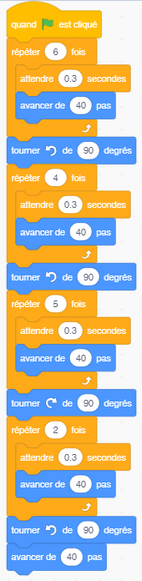 quand est cliqué
répéter 6 fois
attendre 0.3 secondes
avancer de 40 pas
tourner de 90 degrés
répéter 4 fois
attendre 0.3 secondes
avancer de 40 pas
tourner de 90 degrés
répéter 5 fois
attendre 0.3 secondes
avancer de 40 pas
tourner de 90 degrés
répéter 2 fois
attendre 0.3 secondes
avancer de 40 pas
tourner de 90 degrés
avancer de 40 pas